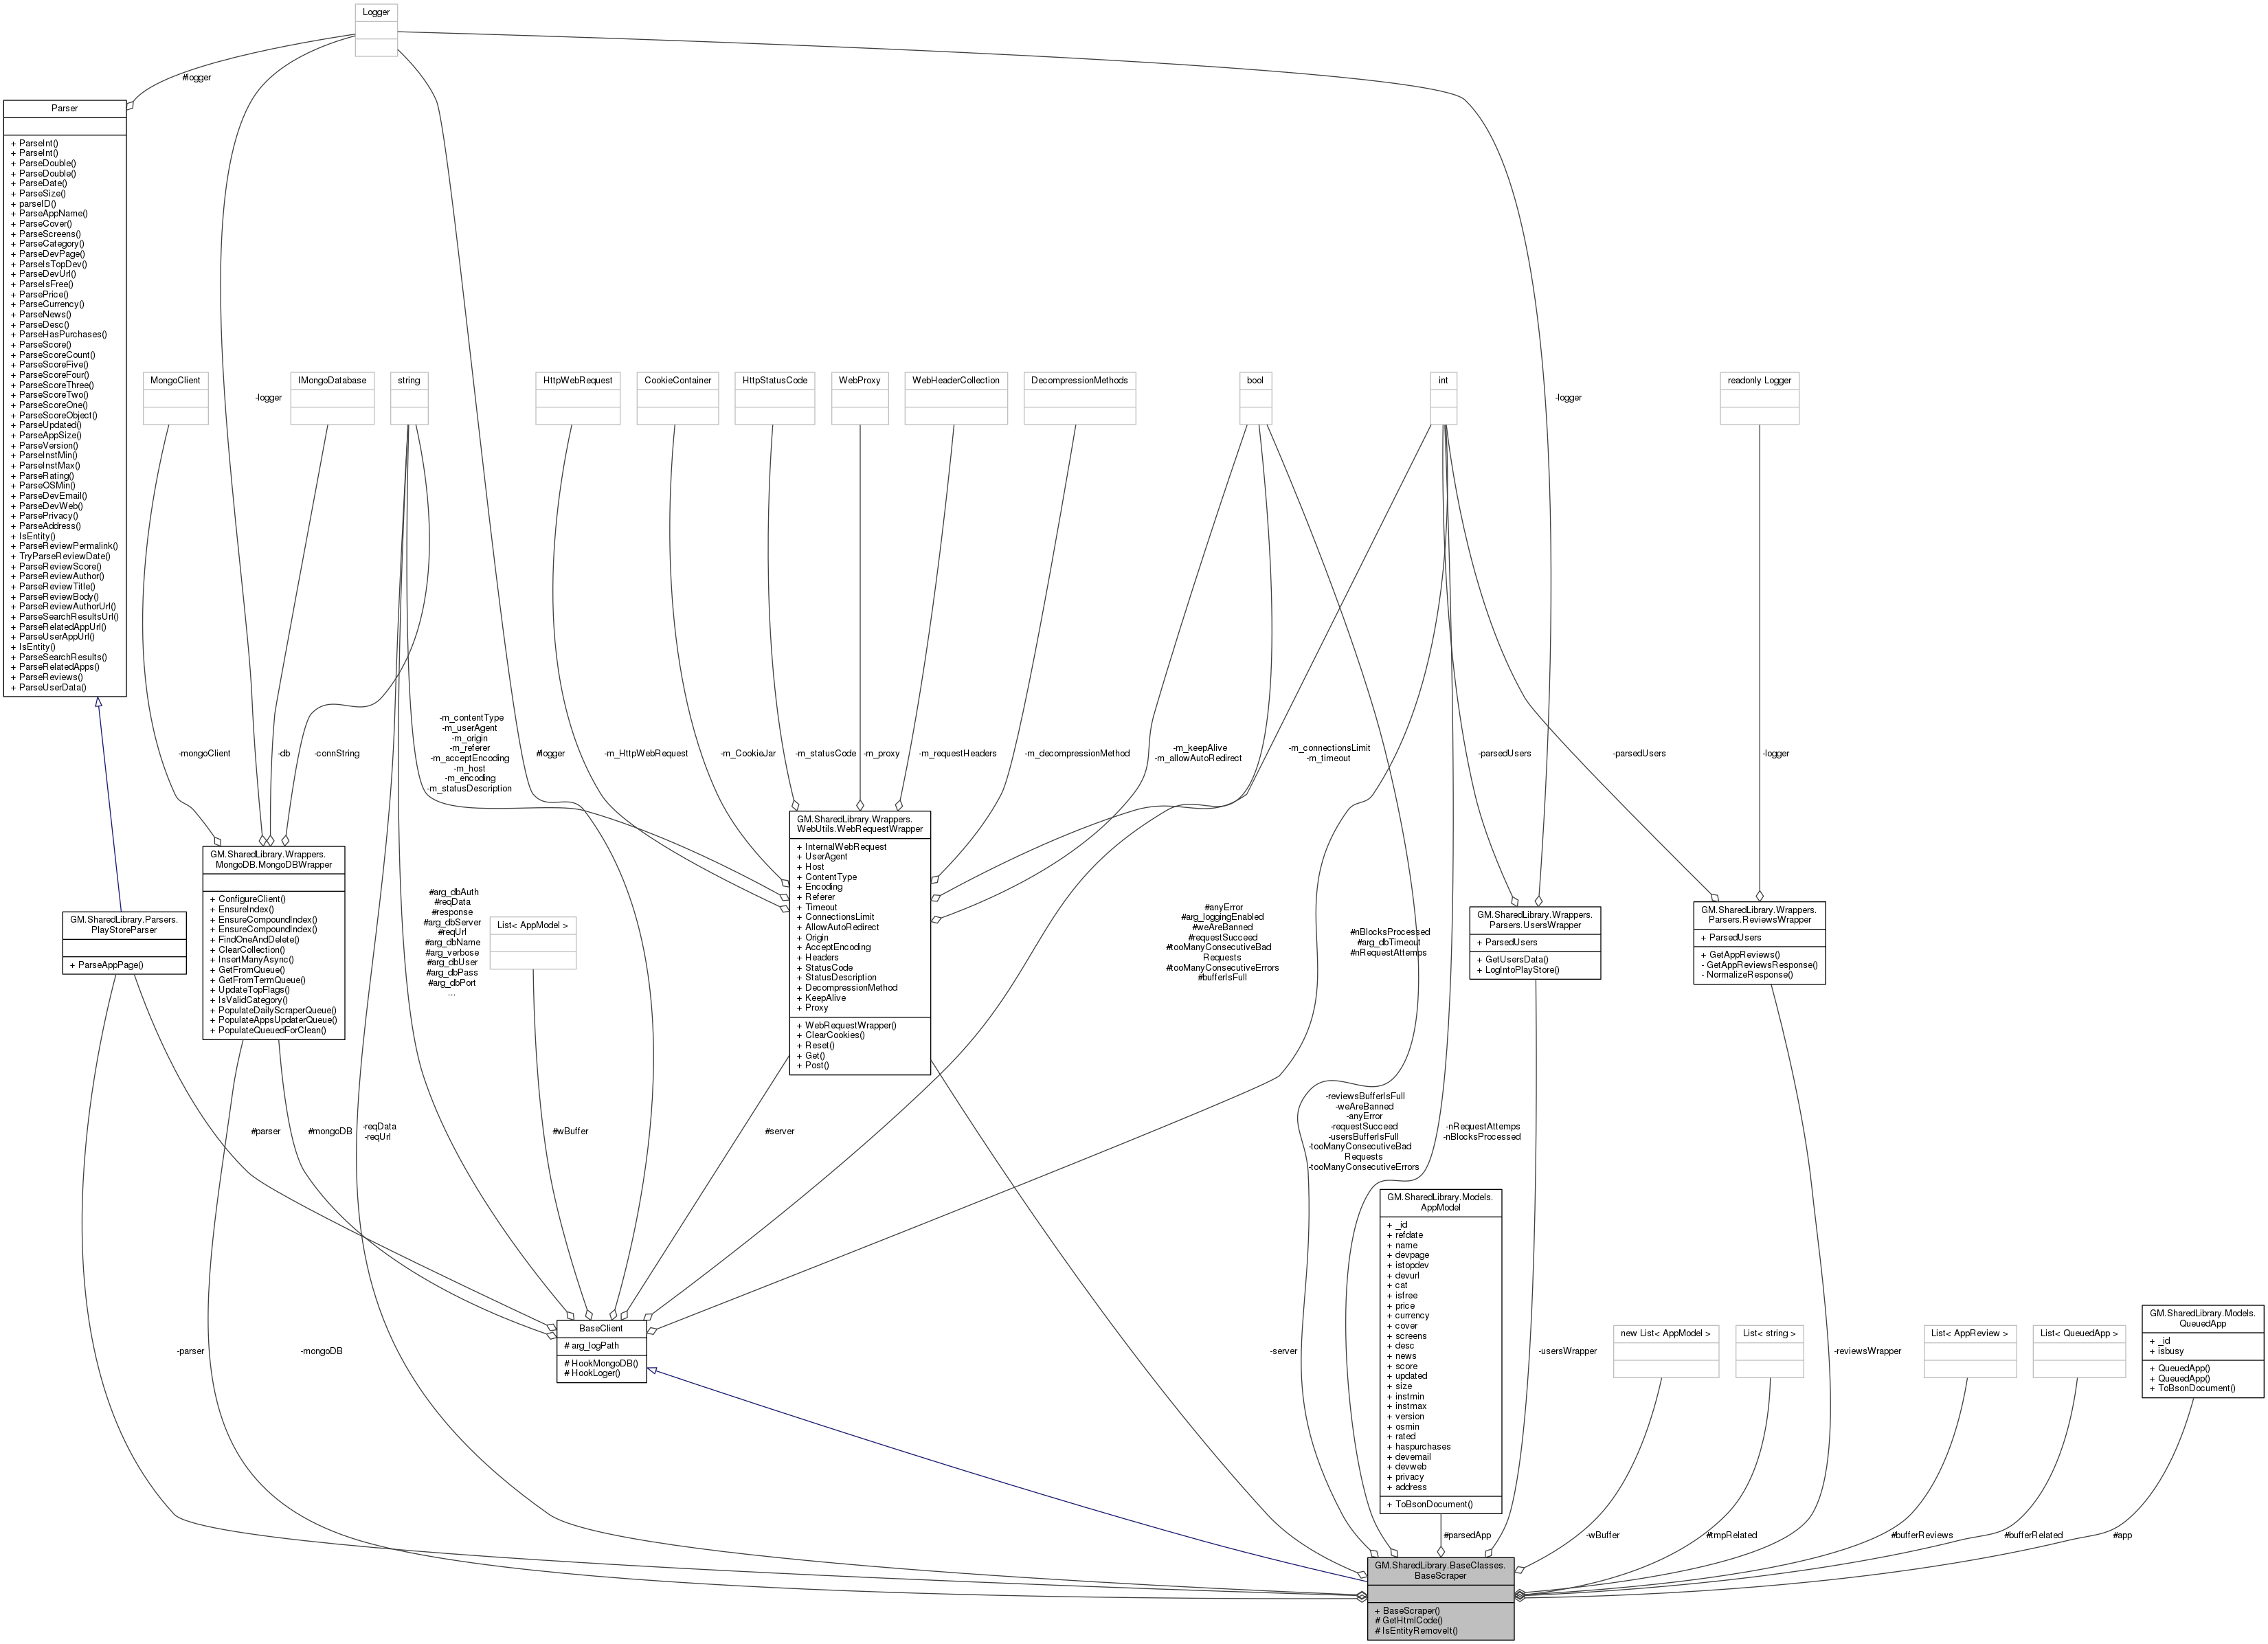 Logger
#logger
Parser
+ ParseInt()
+ ParseInt()
+ ParseDouble()
+ ParseDouble()
+ ParseDate()
+ ParseSize()
+ parseID()
+ ParseAppName()
+ ParseCover()
+ ParseScreens()
+ ParseCategory()
+ ParseDevPage()
+ ParseIsTopDev()
+ ParseDevUrl()
+ ParseIsFree()
+ ParsePrice()
+ ParseCurrency()
+ ParseNews()
+ ParseDesc()
+ ParseHasPurchases()
+ ParseScore()
+ ParseScoreCount()
+ ParseScoreFive()
+ ParseScoreFour()
+ ParseScoreThree()
+ ParseScoreTwo()
+ ParseScoreOne()
+ ParseScoreObject()
+ ParseUpdated()
+ ParseAppSize()
+ ParseVersion()
+ ParseInstMin()
+ ParseInstMax()
+ ParseRating()
+ ParseOSMin()
+ ParseDevEmail()
+ ParseDevWeb()
+ ParsePrivacy()
+ ParseAddress()
+ IsEntity()
+ ParseReviewPermalink()
+ TryParseReviewDate()
+ ParseReviewScore()
+ ParseReviewAuthor()
+ ParseReviewTitle()
+ ParseReviewBody()
+ ParseReviewAuthorUrl()
+ ParseSearchResultsUrl()
+ ParseRelatedAppUrl()
+ ParseUserAppUrl()
+ IsEntity()
+ ParseSearchResults()
+ ParseRelatedApps()
+ ParseReviews()
+ ParseUserData()
MongoClient
-logger
IMongoDatabase
string
HttpWebRequest
CookieContainer
HttpStatusCode
WebProxy
WebHeaderCollection
DecompressionMethods
bool
int
-logger
readonly Logger
-mongoClient
-db
-connString
-m_contentType
-m_userAgent
-m_origin
-m_referer
-m_acceptEncoding
-m_host
-m_encoding
-m_statusDescription
#logger
-m_HttpWebRequest
-m_CookieJar
-m_statusCode
-m_proxy
-m_requestHeaders
-m_decompressionMethod
-m_keepAlive
-m_allowAutoRedirect
-m_connectionsLimit
-m_timeout
-parsedUsers
-parsedUsers
-logger
GM.SharedLibrary.Wrappers.
MongoDB.MongoDBWrapper
+ ConfigureClient()
+ EnsureIndex()
+ EnsureCompoundIndex()
+ EnsureCompoundIndex()
+ FindOneAndDelete()
+ ClearCollection()
+ InsertManyAsync()
+ GetFromQueue()
+ GetFromTermQueue()
+ UpdateTopFlags()
+ IsValidCategory()
+ PopulateDailyScraperQueue()
+ PopulateAppsUpdaterQueue()
+ PopulateQueuedForClean()
GM.SharedLibrary.Wrappers.
WebUtils.WebRequestWrapper
+ InternalWebRequest
+ UserAgent
+ Host
+ ContentType
+ Encoding
+ Referer
+ Timeout
+ ConnectionsLimit
+ AllowAutoRedirect
+ Origin
+ AcceptEncoding
+ Headers
+ StatusCode
+ StatusDescription
+ DecompressionMethod
+ KeepAlive
+ Proxy
+ WebRequestWrapper()
+ ClearCookies()
+ Reset()
+ Get()
+ Post()
GM.SharedLibrary.Parsers.
PlayStoreParser
+ ParseAppPage()
#arg_dbAuth
#reqData
#response
#arg_dbServer
#reqUrl
#arg_dbName
#arg_verbose
#arg_dbUser
#arg_dbPass
#arg_dbPort
...
List< AppModel >
#anyError
#arg_loggingEnabled
#weAreBanned
#requestSucceed
#tooManyConsecutiveBad
Requests
#tooManyConsecutiveErrors
#bufferIsFull
#nBlocksProcessed
#arg_dbTimeout
#nRequestAttemps
GM.SharedLibrary.Wrappers.
Parsers.UsersWrapper
+ ParsedUsers
+ GetUsersData()
+ LogIntoPlayStore()
GM.SharedLibrary.Wrappers.
Parsers.ReviewsWrapper
+ ParsedUsers
+ GetAppReviews()
- GetAppReviewsResponse()
- NormalizeResponse()
#parser
#mongoDB
-reqData
-reqUrl
#wBuffer
#server
-reviewsBufferIsFull
-weAreBanned
-anyError
-requestSucceed
-usersBufferIsFull
-tooManyConsecutiveBad
Requests
-tooManyConsecutiveErrors
-nRequestAttemps
-nBlocksProcessed
GM.SharedLibrary.Models.
AppModel
+ _id
+ refdate
+ name
+ devpage
+ istopdev
+ devurl
+ cat
+ isfree
+ price
+ currency
+ cover
+ screens
+ desc
+ news
+ score
+ updated
+ size
+ instmin
+ instmax
+ version
+ osmin
+ rated
+ haspurchases
+ devemail
+ devweb
+ privacy
+ address
+ ToBsonDocument()
BaseClient
# arg_logPath
# HookMongoDB()
# HookLoger()
-parser
-mongoDB
-server
-usersWrapper
new List< AppModel >
List< string >
-reviewsWrapper
List< AppReview >
List< QueuedApp >
GM.SharedLibrary.Models.
QueuedApp
+ _id
+ isbusy
+ QueuedApp()
+ QueuedApp()
+ ToBsonDocument()
#parsedApp
-wBuffer
#tmpRelated
#bufferReviews
#bufferRelated
#app
GM.SharedLibrary.BaseClasses.
BaseScraper
+ BaseScraper()
# GetHtmlCode()
# IsEntityRemoveIt()